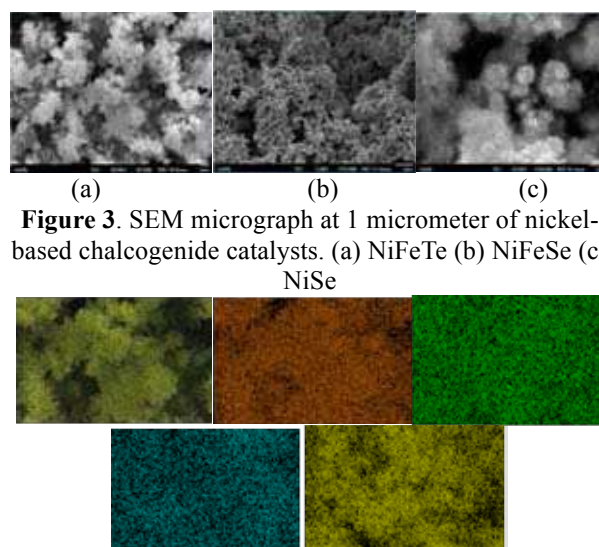 (a) (b) (c)
Figure 3. SEM micrograph at 1 micrometer of nickel-
based chalcogenide catalysts. (a) NiFeTe (b) NiFeSe (c
NiSe